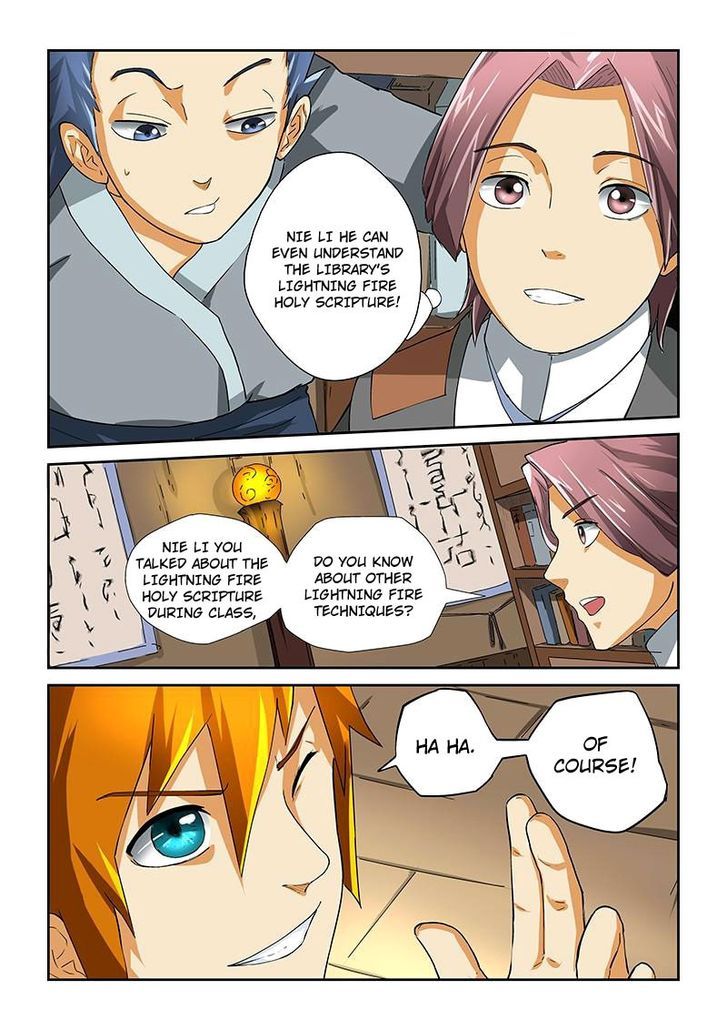 NIE LI HE CAN
EVEN UNDERSTAND
THE LIBRARY'S
LIGHTNING FIRE
HOLY SCRIPTURE!
NIE LI YOU
TALKED ABOUT THE
LIGHTNING FIRE
HOLY SCRIPTURE
DURING CLASS,
DO YOU KNOW
ABOUT OTHER
LIGHTNING FIRE
TECHNIQUES?
HA HA.
OF
COURSE!